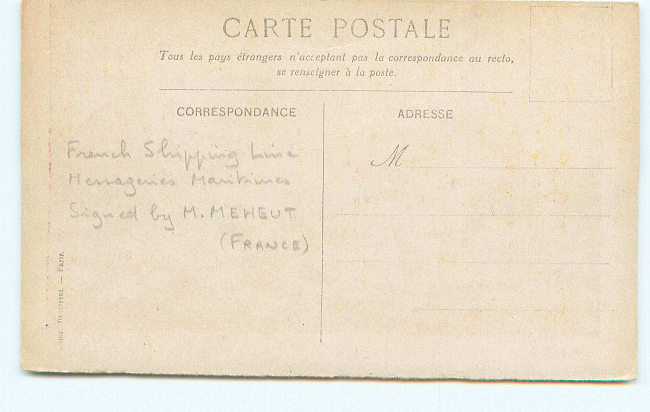 CARTE POSTALE
Tous les pays étrangers n'acceptant pas la correspondance au recto,
se renseigner à la poste.
CORRESPONDANCE
ADRESSE
M
French Shipping Line
Messageries Maritimes
Signed by M. MEHEUT
(FRANCE)